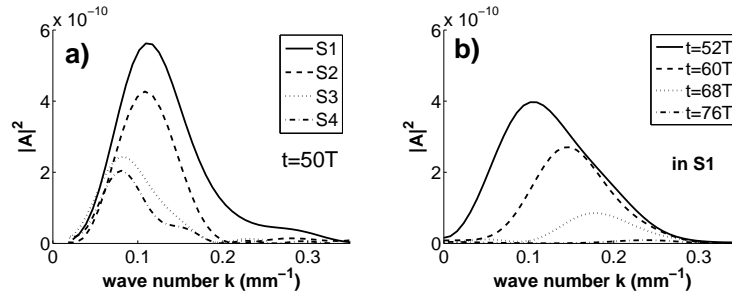 x 10⁻¹⁰
a)
S1
S2
S3
S4
t=50T
|A|²
6
4
2
0
0 0.1 0.2 0.3
wave number k (mm⁻¹)
x 10⁻¹⁰
b)
t=52T
t=60T
t=68T
t=76T
in S1
|A|²
6
4
2
0
0 0.1 0.2 0.3
wave number k (mm⁻¹)